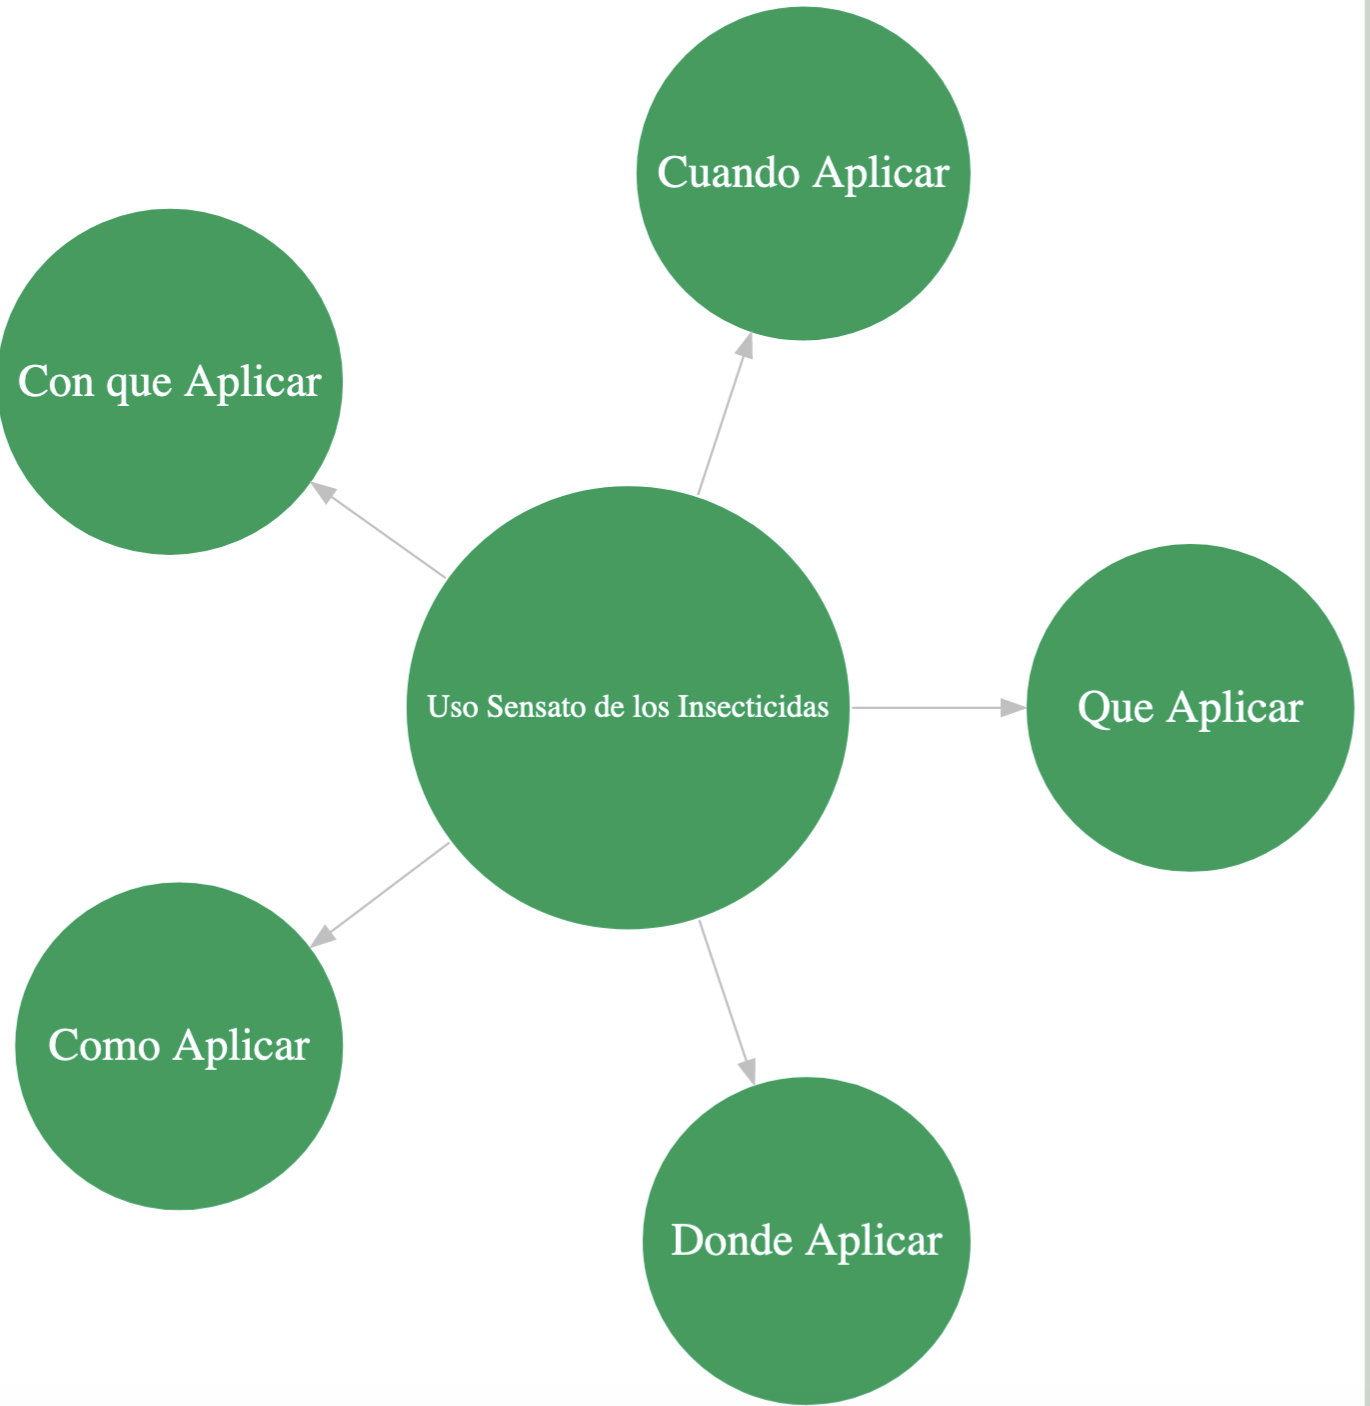 Cuando Aplicar
Con que Aplicar
Uso Sensato de los Insecticidas
Que Aplicar
Como Aplicar
Donde Aplicar